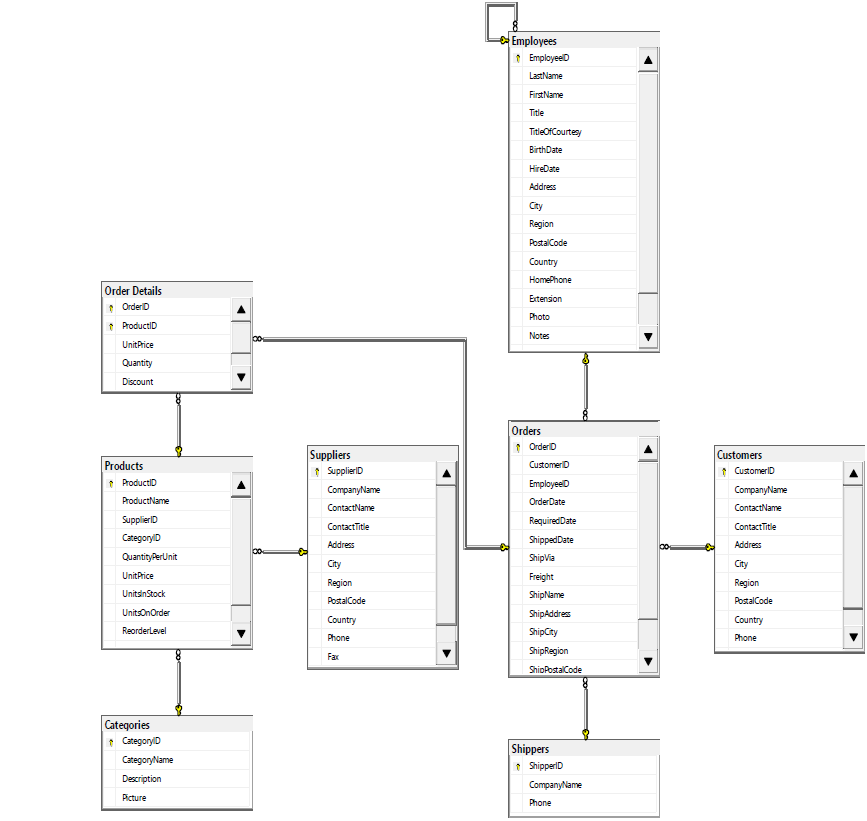 Employees
EmployeeID
LastName
FirstName
Title
TitleOfCourtesy
BirthDate
HireDate
Address
City
Region
PostalCode
Country
HomePhone
Extension
Photo
Notes
Order Details
OrderID
ProductID
UnitPrice
Quantity
Discount
Products
ProductID
ProductName
SupplierID
CategoryID
QuantityPerUnit
UnitPrice
UnitsInStock
UnitsOnOrder
ReorderLevel
Suppliers
SupplierID
CompanyName
ContactName
ContactTitle
Address
City
Region
PostalCode
Country
Phone
Fax
Orders
OrderID
CustomerID
EmployeeID
OrderDate
RequiredDate
ShippedDate
ShipVia
Freight
ShipName
ShipAddress
ShipCity
ShipRegion
ShipPostalCode
Customers
CustomerID
CompanyName
ContactName
ContactTitle
Address
City
Region
PostalCode
Country
Phone
Categories
CategoryID
CategoryName
Description
Picture
Shippers
ShipperID
CompanyName
Phone